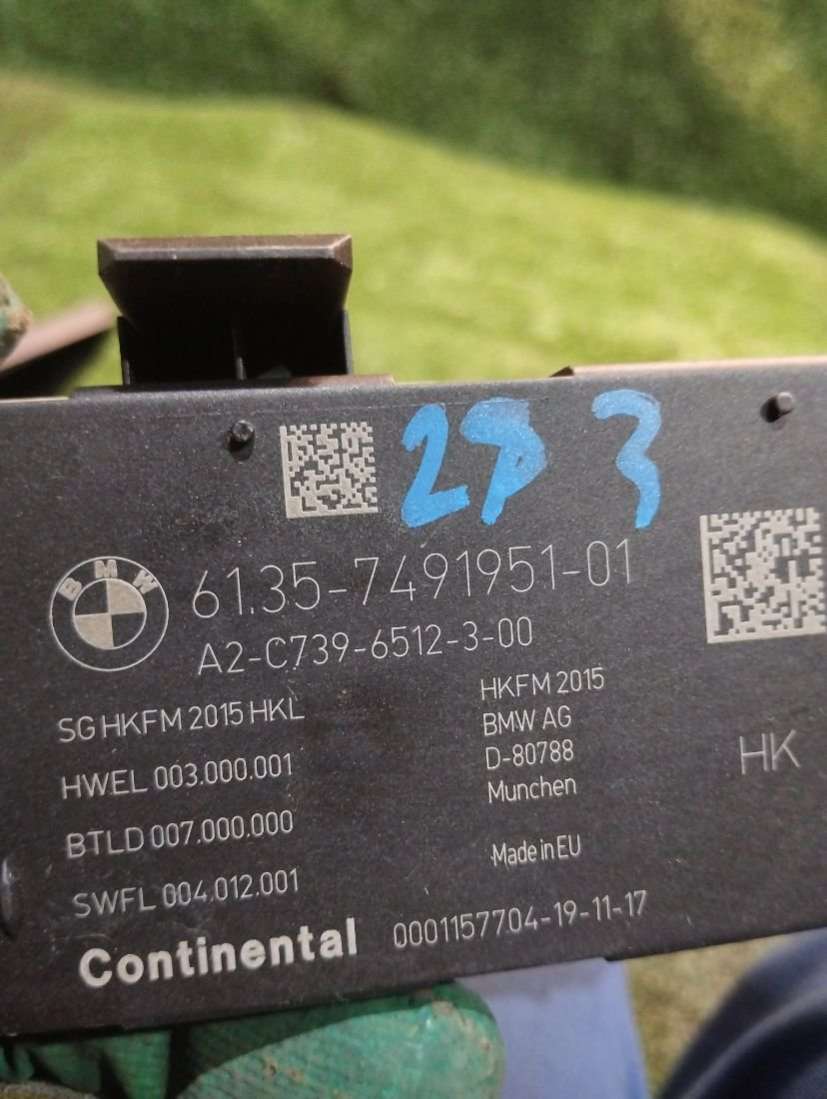 273
BMW
61.35-7491951-01
A2-C739-6512-3-00
SG HKFM 2015 HKL
HWEL 003.000.001
BTLD 007.000.000
SWFL 004.012.001
HKFM 2015
BMW AG
D-80788
Munchen
Made in EU
HK
Continental
0001157704-19-11-17